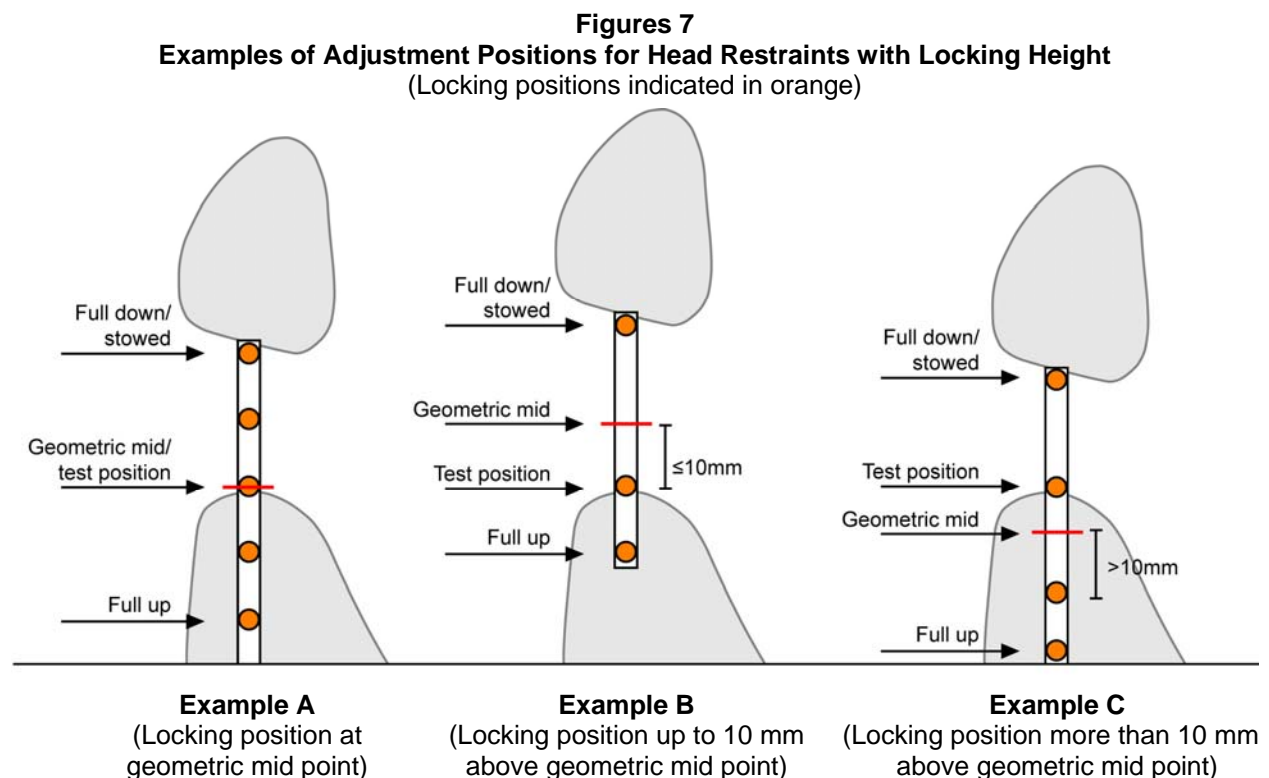 Figures 7
Examples of Adjustment Positions for Head Restraints with Locking Height
(Locking positions indicated in orange)
Full down/
stowed
Geometric mid/
test position
Full up
Full down/
stowed
Geometric mid
≤10mm
Test position
Full up
Full down/
stowed
Test position
Geometric mid
>10mm
Full up
Example A
(Locking position at
geometric mid point)
Example B
(Locking position up to 10 mm
above geometric mid point)
Example C
(Locking position more than 10 mm
above geometric mid point)